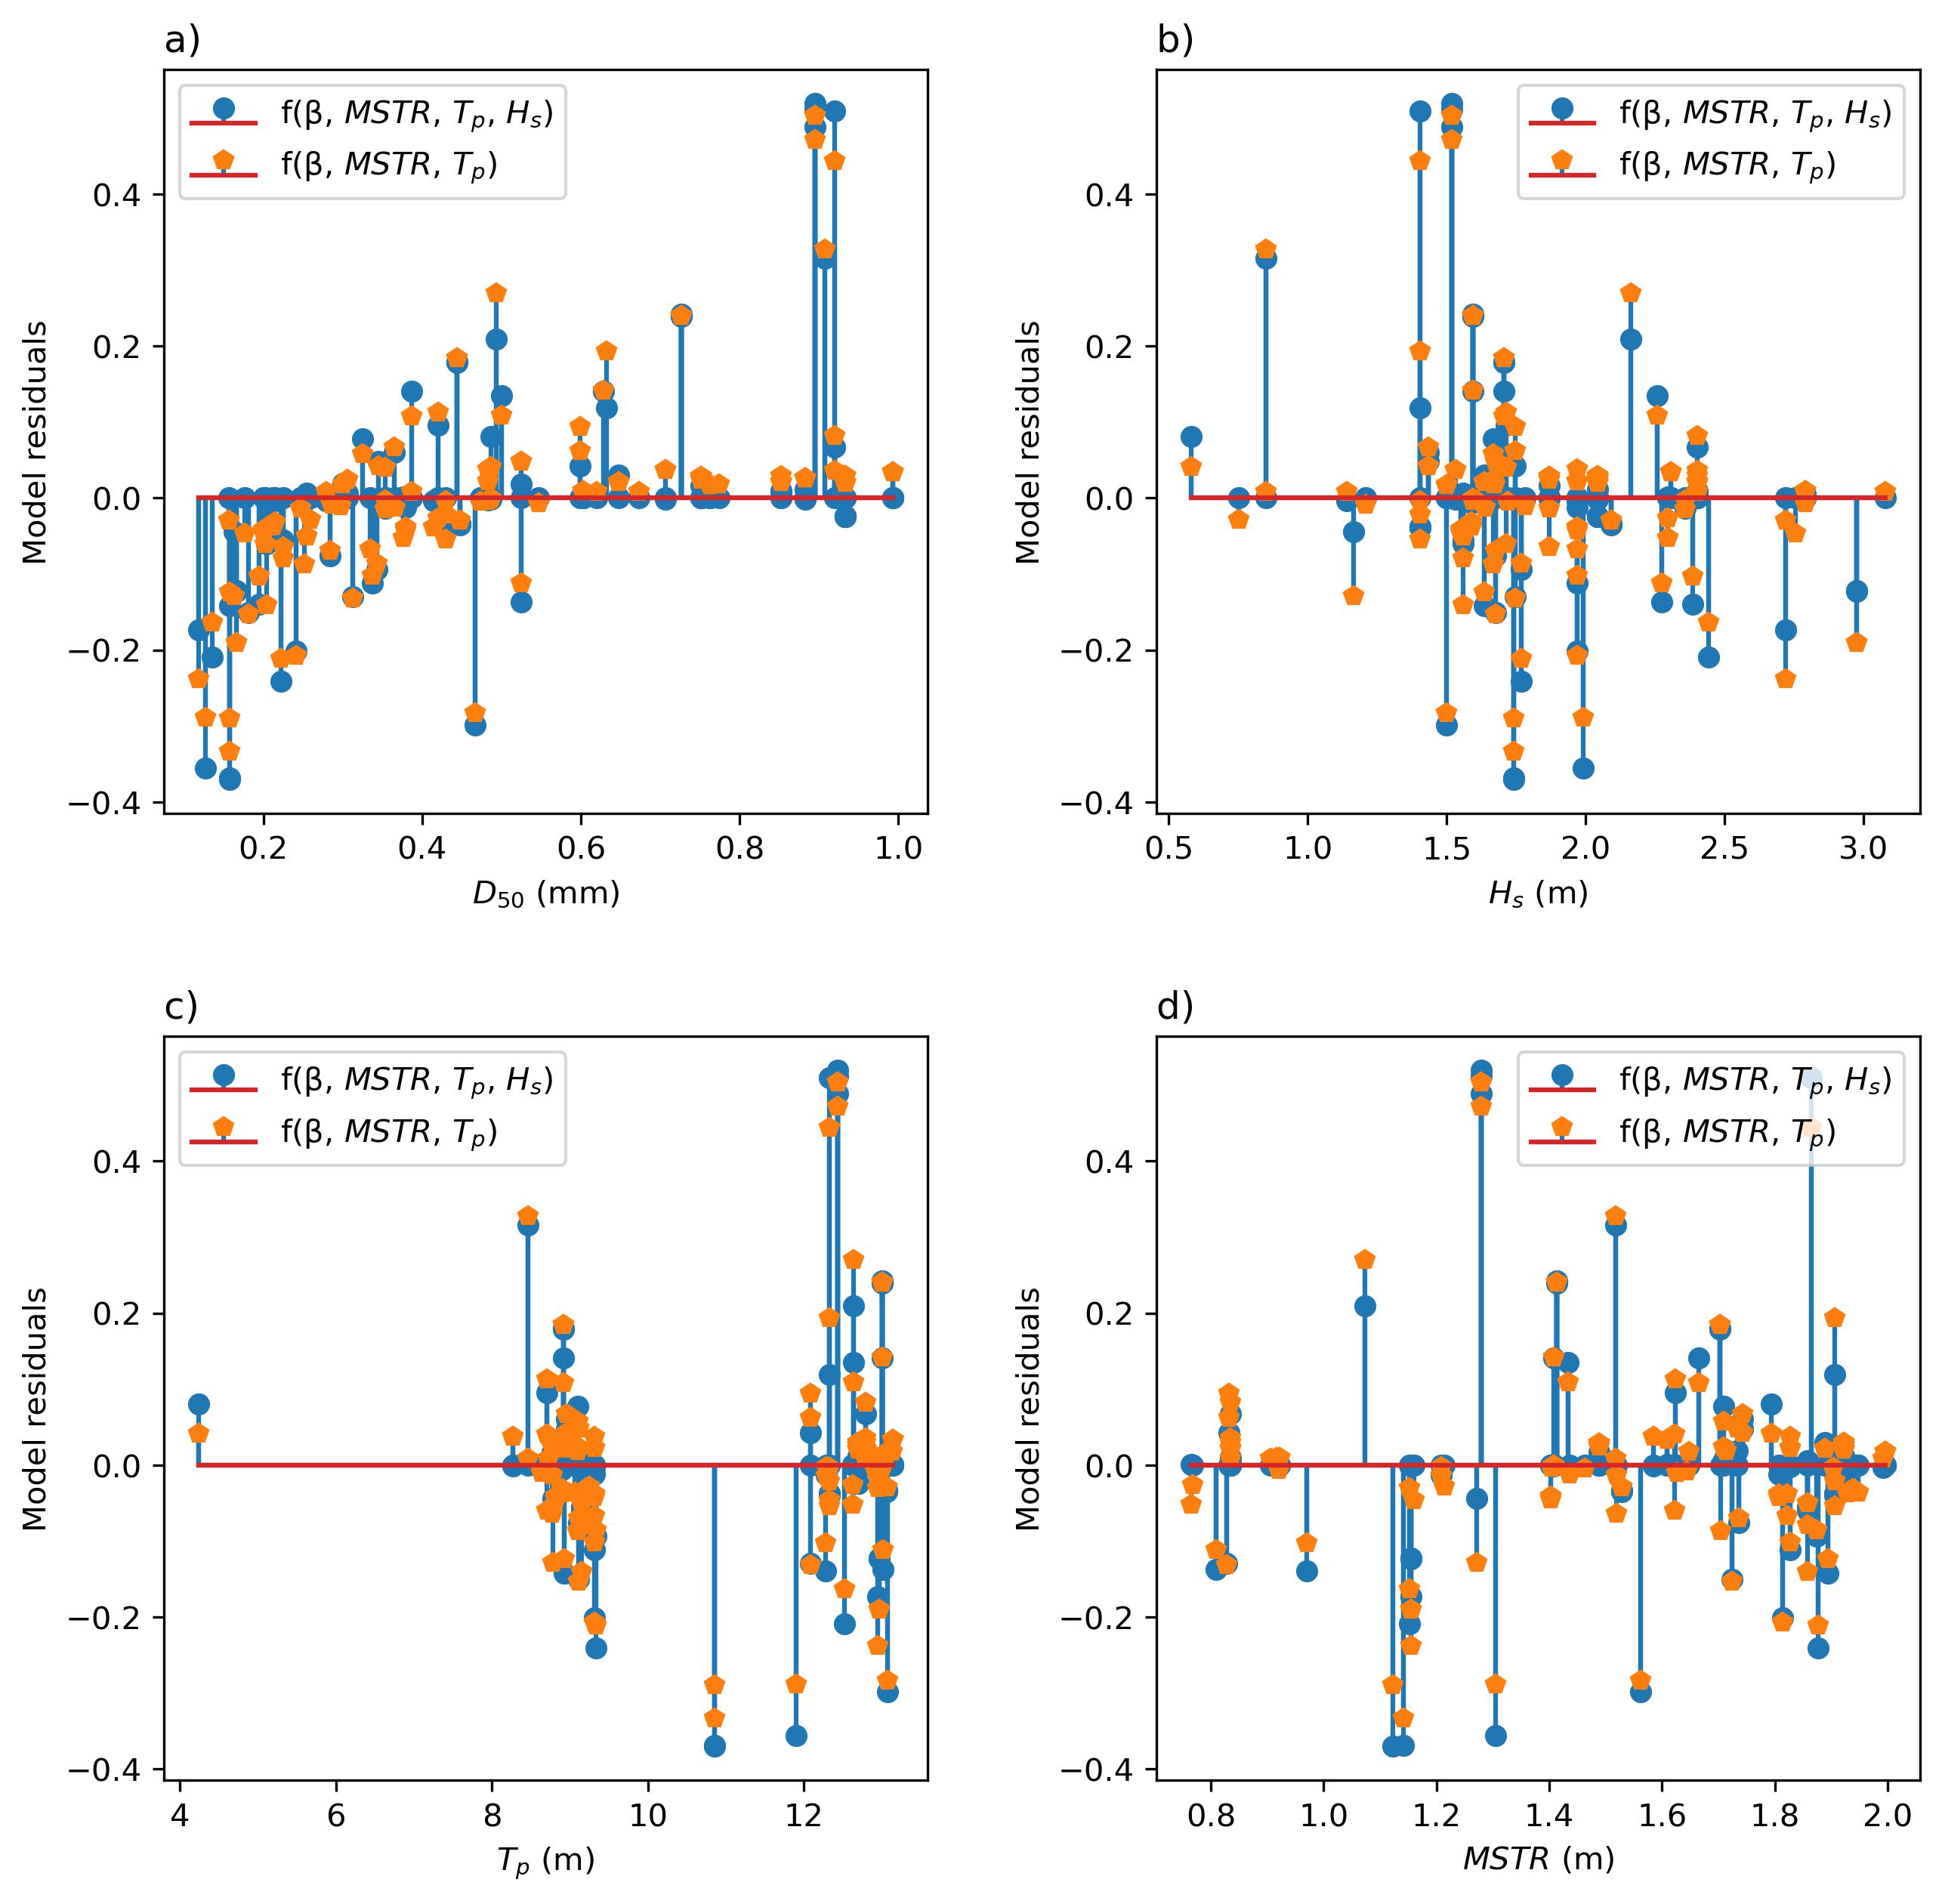 a)
f(β, MSTR, Tp, Hs)
f(β, MSTR, Tp)
Model residuals
0.4
0.2
0.0
−0.2
−0.4
0.2 0.4 0.6 0.8 1.0
D50 (mm)
b)
f(β, MSTR, Tp, Hs)
f(β, MSTR, Tp)
Model residuals
0.4
0.2
0.0
−0.2
−0.4
0.5 1.0 1.5 2.0 2.5 3.0
Hs (m)
c)
f(β, MSTR, Tp, Hs)
f(β, MSTR, Tp)
Model residuals
0.4
0.2
0.0
−0.2
−0.4
4 6 8 10 12
Tp (m)
d)
f(β, MSTR, Tp, Hs)
f(β, MSTR, Tp)
Model residuals
0.4
0.2
0.0
−0.2
−0.4
0.8 1.0 1.2 1.4 1.6 1.8 2.0
MSTR (m)